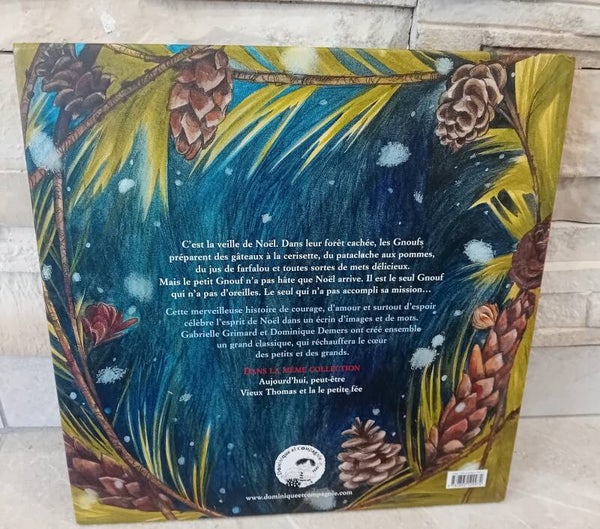 C'est la veille de Noël. Dans leur forêt cachée, les Gnoufs
préparent des gâteaux à la cerisette, du pataclache aux pommes,
du jus de farfalou et toutes sortes de mets délicieux.
Mais le petit Gnouf n'a pas hâte que Noël arrive. Il est le seul Gnouf
qui n'a pas d'oreilles. Le seul qui n'a pas accompli sa mission…
Cette merveilleuse histoire de courage, d'amour et surtout d'espoir
célèbre l'esprit de Noël dans un écrin d'images et de mots.
Gabrielle Grimard et Dominique Demers ont créé ensemble
un grand classique, qui réchauffera le cœur
des petits et des grands.
DANS LA MÊME COLLECTION
Aujourd'hui, peut-être
Vieux Thomas et la le petite fée
Dominique et compagnie
www.dominiqueetcompagnie.com